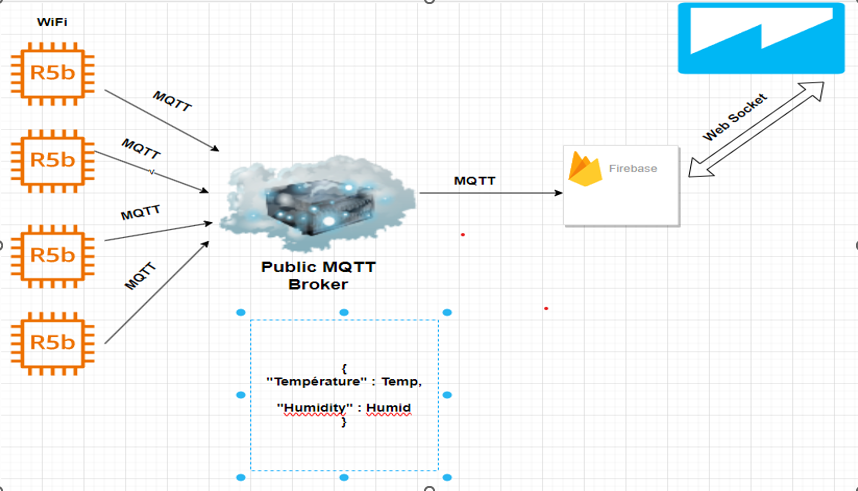 WiFi
R5b
MQTT
R5b
MQTT
R5b
MQTT
R5b
MQTT
Public MQTT
Broker
MQTT
Firebase
Web Socket
{
"Température" : Temp,
"Humidity" : Humid
}